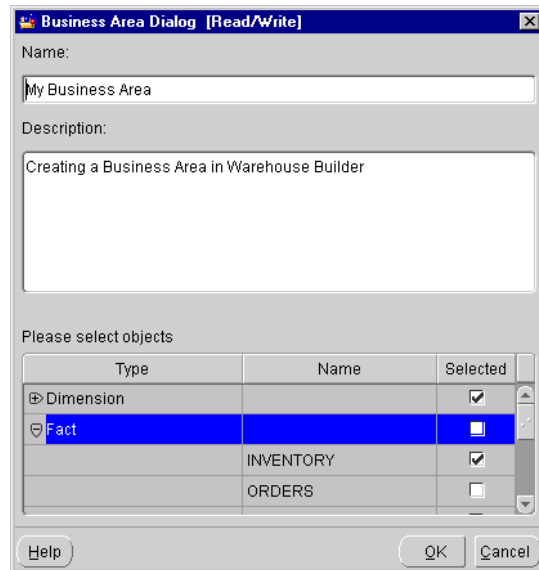 Business Area Dialog [Read/Write]
Name:
My Business Area
Description:
Creating a Business Area in Warehouse Builder
Please select objects
Type Name Selected
Dimension
Fact
INVENTORY
ORDERS
Help OK Cancel